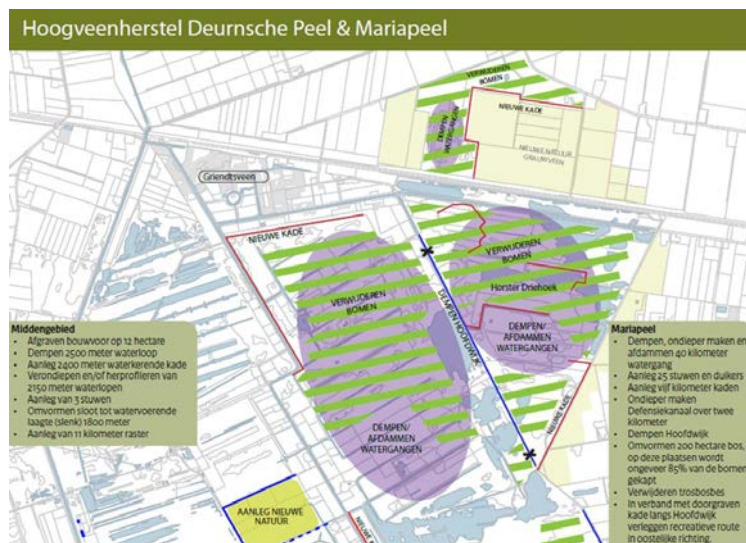 Hoogveenherstel Deurnsche Peel & Mariapeel
VERWIJDEREN
BOMEN
NIEUWE KADE
DEMPEN
WATERGANGEN
NIEUWE NATUUR
GRAUWVEEN
Griendtsveen
NIEUWE KADE
VERWIJDEREN
BOMEN
VERWIJDEREN
BOMEN
Horster Driehoek
DEMPEN HOOFDWIJK
DEMPEN/
AFDAMMEN
WATERGANGEN
NIEUWE KADE
DEMPEN/
AFDAMMEN
WATERGANGEN
AANLEG NIEUWE
NATUUR
NIEUWE KADE
Middengebied
• Afgraven bouwvoor op 12 hectare
• Dempen 2500 meter waterloop
• Aanleg 2400 meter waterkerende kade
• Verondiepen en/of herprofileren van
2150 meter waterlopen
• Aanleg van 3 stuwen
• Omvormen sloot tot watervoerende
laagte (slenk) 1800 meter
• Aanleg van 11 kilometer raster
Mariapeel
• Dempen, ondieper maken en
afdammen 40 kilometer
watergang
• Aanleg 25 stuwen en duikers
• Aanleg vijf kilometer kaden
• Ondieper maken
Defensiekanaal over twee
kilometer
• Dempen Hoofdwijk
• Omvormen 200 hectare bos,
op deze plaatsen wordt
ongeveer 85% van de bomen
gekapt
• Verwijderen trosbosbes
• In verband met doorgraven
kade langs Hoofdwijk
verleggen recreatieve route
in oostelijke richting.